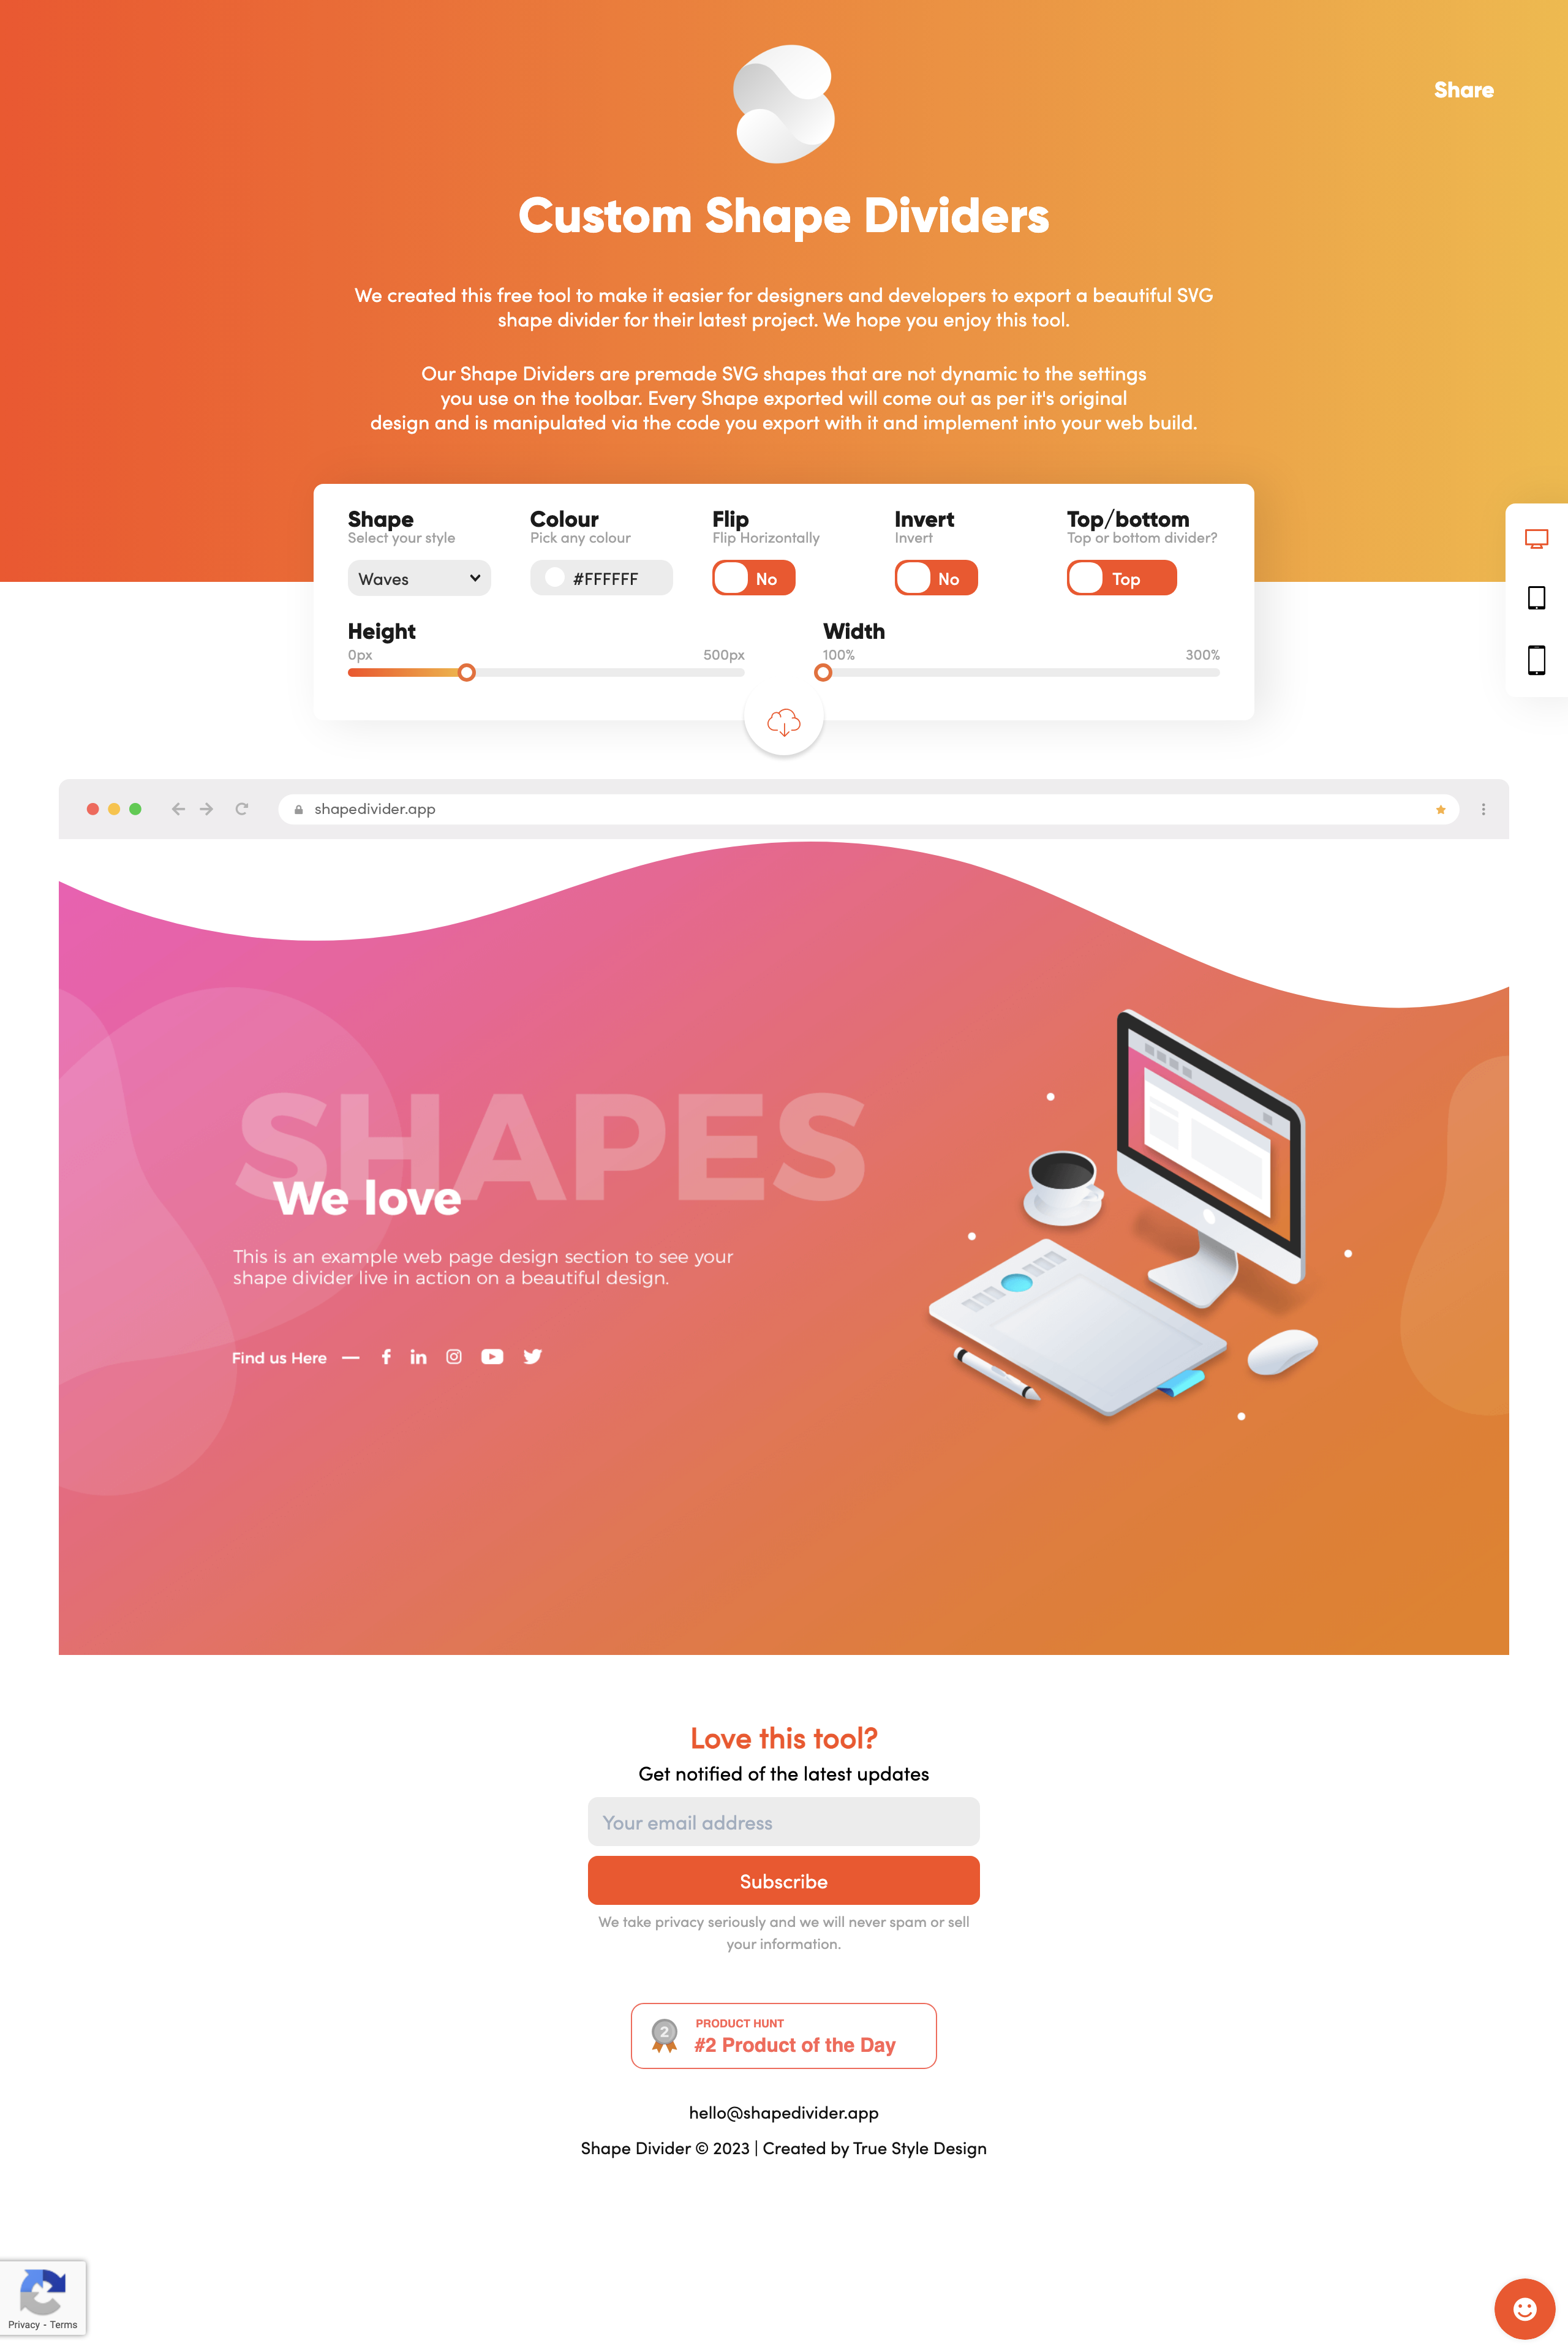 Share
Custom Shape Dividers
We created this free tool to make it easier for designers and developers to export a beautiful SVG
shape divider for their latest project. We hope you enjoy this tool.
Our Shape Dividers are premade SVG shapes that are not dynamic to the settings
you use on the toolbar. Every Shape exported will come out as per it's original
design and is manipulated via the code you export with it and implement into your web build.
Shape
Select your style
Waves
Colour
Pick any colour
#FFFFFF
Flip
Flip Horizontally
No
Invert
Invert
No
Top/bottom
Top or bottom divider?
Top
Height
0px 500px
Width
100% 300%
shapedivider.app
SHAPES
We love
This is an example web page design section to see your
shape divider live in action on a beautiful design.
Find us Here
Love this tool?
Get notified of the latest updates
Your email address
Subscribe
We take privacy seriously and we will never spam or sell
your information.
2
PRODUCT HUNT
#2 Product of the Day
hello@shapedivider.app
Shape Divider © 2023 | Created by True Style Design
Privacy - Terms